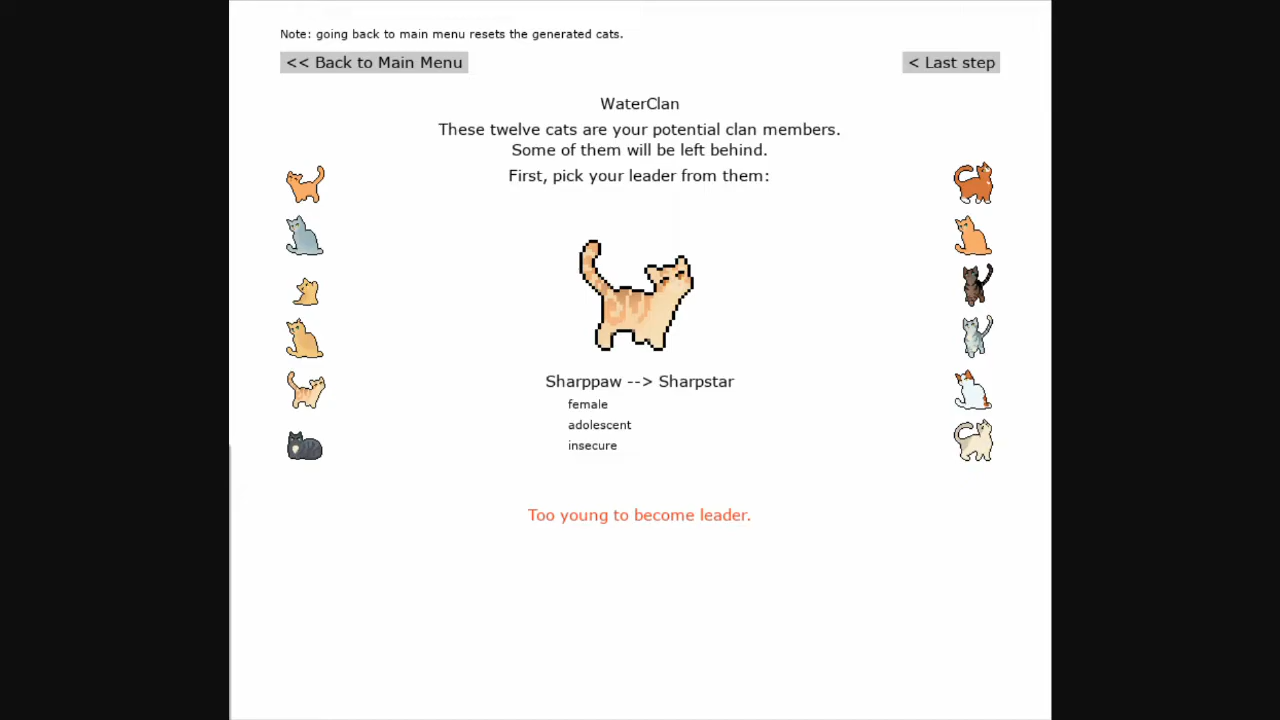 Note: going back to main menu resets the generated cats.
<< Back to Main Menu
< Last step
WaterClan
These twelve cats are your potential clan members.
Some of them will be left behind.
First, pick your leader from them:
Sharppaw --> Sharpstar
female
adolescent
insecure
Too young to become leader.